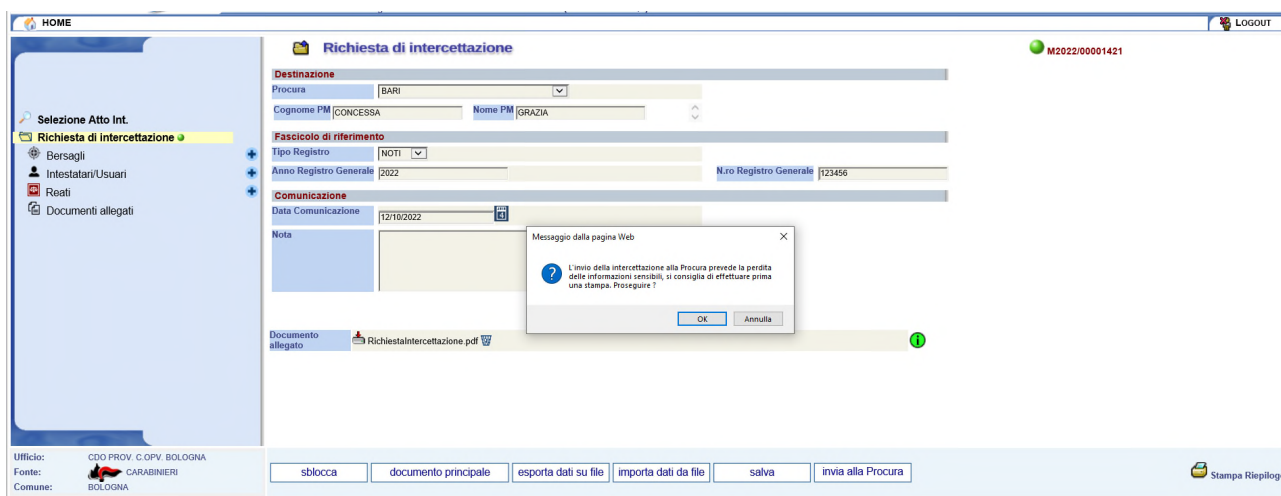 HOME
LOGOUT
Richiesta di intercettazione
M2022/00001421
Destinazione
Procura BARI
Cognome PM CONCESSA Nome PM GRAZIA
Selezione Atto Int.
Richiesta di intercettazione
Bersagli
Intestatari/Usuari
Reati
Documenti allegati
Fascicolo di riferimento
Tipo Registro NOTI
Anno Registro Generale 2022 N.ro Registro Generale 123456
Comunicazione
Data Comunicazione 12/10/2022
Nota
Messaggio dalla pagina Web
L'invio della intercettazione alla Procura prevede la perdita
delle informazioni sensibili, si consiglia di effettuare prima
una stampa. Proseguire ?
OK Annulla
Documento
allegato
RichiestaIntercettazione.pdf
Ufficio: CDO PROV. C.OPV. BOLOGNA
Fonte: CARABINIERI
Comune: BOLOGNA
sblocca documento principale esporta dati su file importa dati da file salva invia alla Procura
Stampa Riepilog